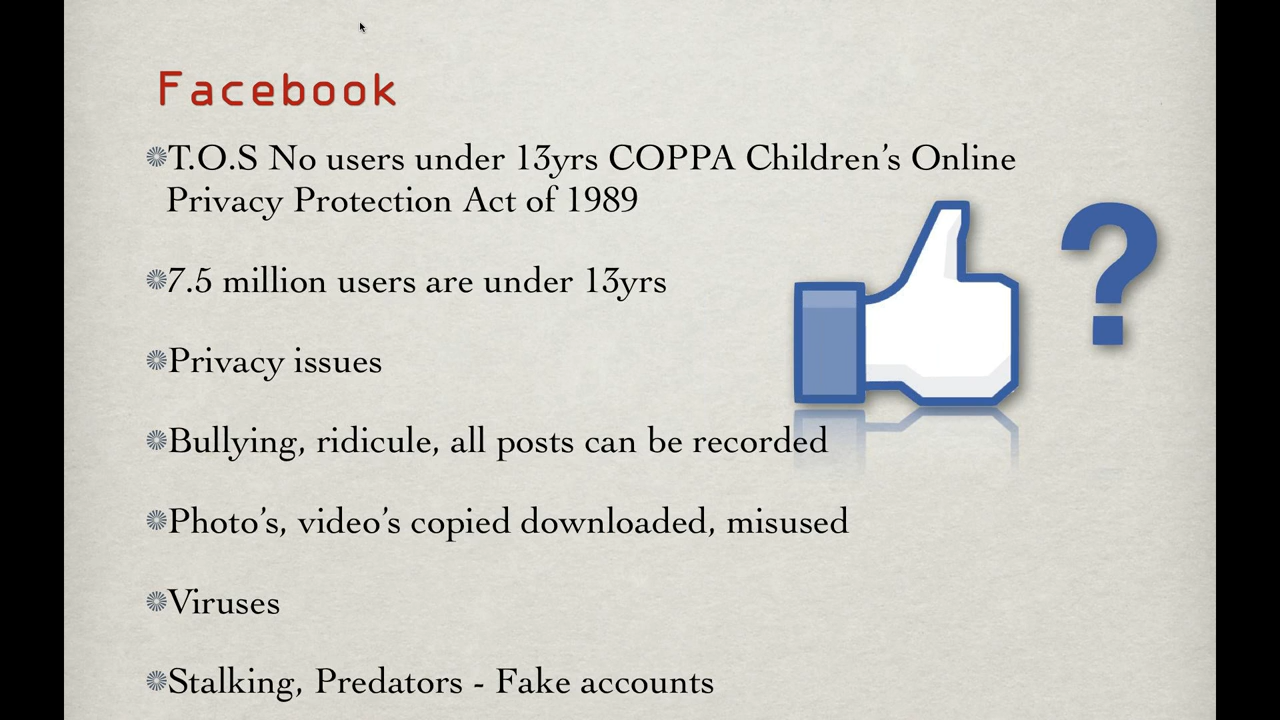 Facebook
T.O.S No users under 13yrs COPPA Children's Online
Privacy Protection Act of 1989
7.5 million users are under 13yrs
Privacy issues
Bullying, ridicule, all posts can be recorded
Photo's, video's copied downloaded, misused
Viruses
Stalking, Predators - Fake accounts
?